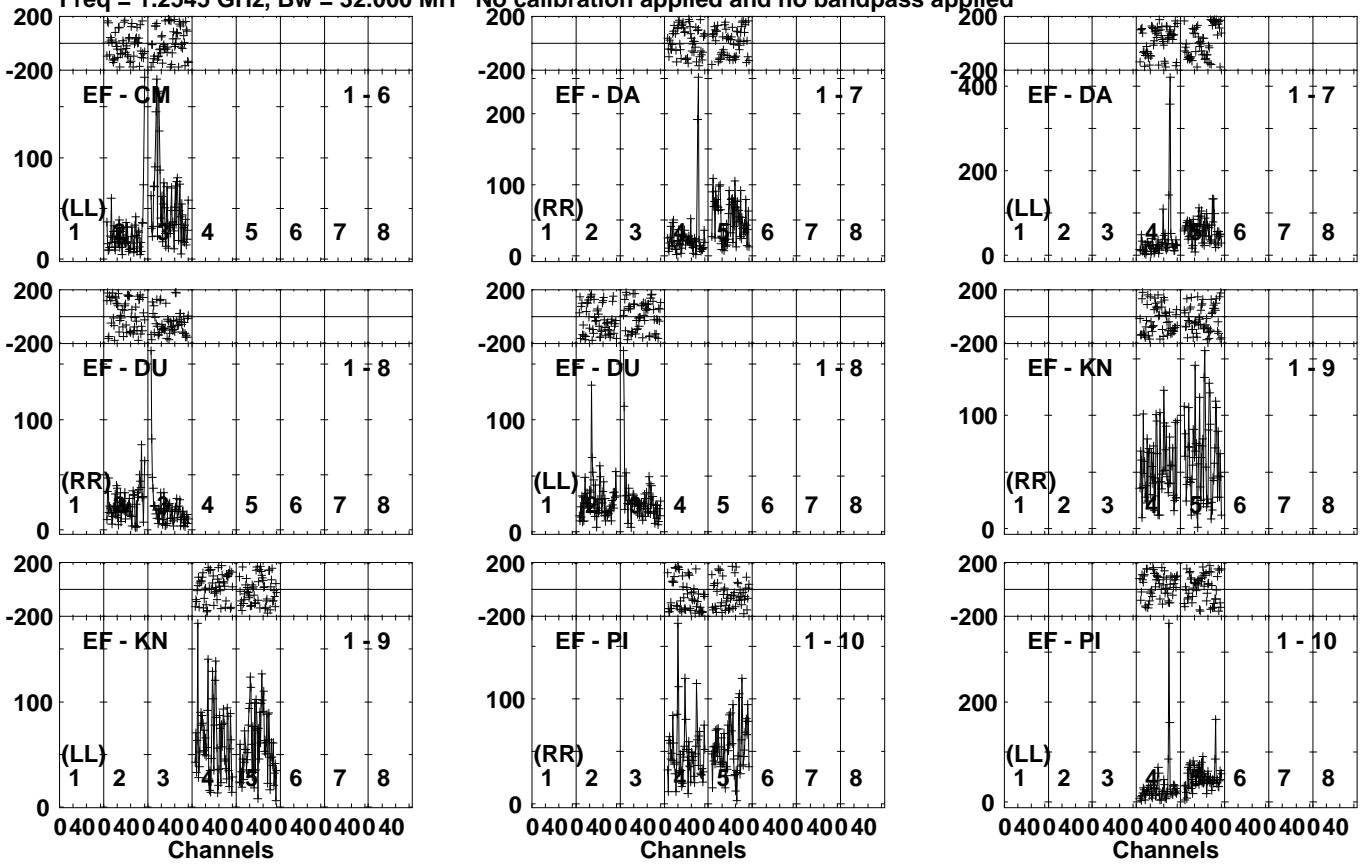 Freq = 1.2345 GHz, Bw = 32.000 MH No calibration applied and no bandpass applied
200 200 200
-200 -200 -200
EF - CM 1 - 6 EF - DA 1 - 7 EF - DA 1 - 7
400
200
100 100 200
(LL) (RR) (LL)
1 2 3 4 5 6 7 8 1 2 3 4 5 6 7 8 1 2 3 4 5 6 7 8
0 0 0
200 200 200
-200 -200 -200
EF - DU 1 - 8 EF - DU 1 - 8 EF - KN 1 - 9
100 100 100
(RR) (LL) (RR)
1 2 3 4 5 6 7 8 1 2 3 4 5 6 7 8 1 2 3 4 5 6 7 8
0 0 0
200 200 200
-200 -200 -200
EF - KN 1 - 9 EF - PI 1 - 10 EF - PI 1 - 10
100 100 200
(LL) (RR) (LL)
1 2 3 4 5 6 7 8 1 2 3 4 5 6 7 8 1 2 3 4 5 6 7 8
0 0 0
0 40 0 40 0 40 0 40 0 40 0 40 0 40 0 40 0 40 0 40 0 40 0 40 0 40 0 40 0 40 0 40 0 40 0 40 0 40 0 40 0 40 0 40 0 40 0 40
Channels Channels Channels